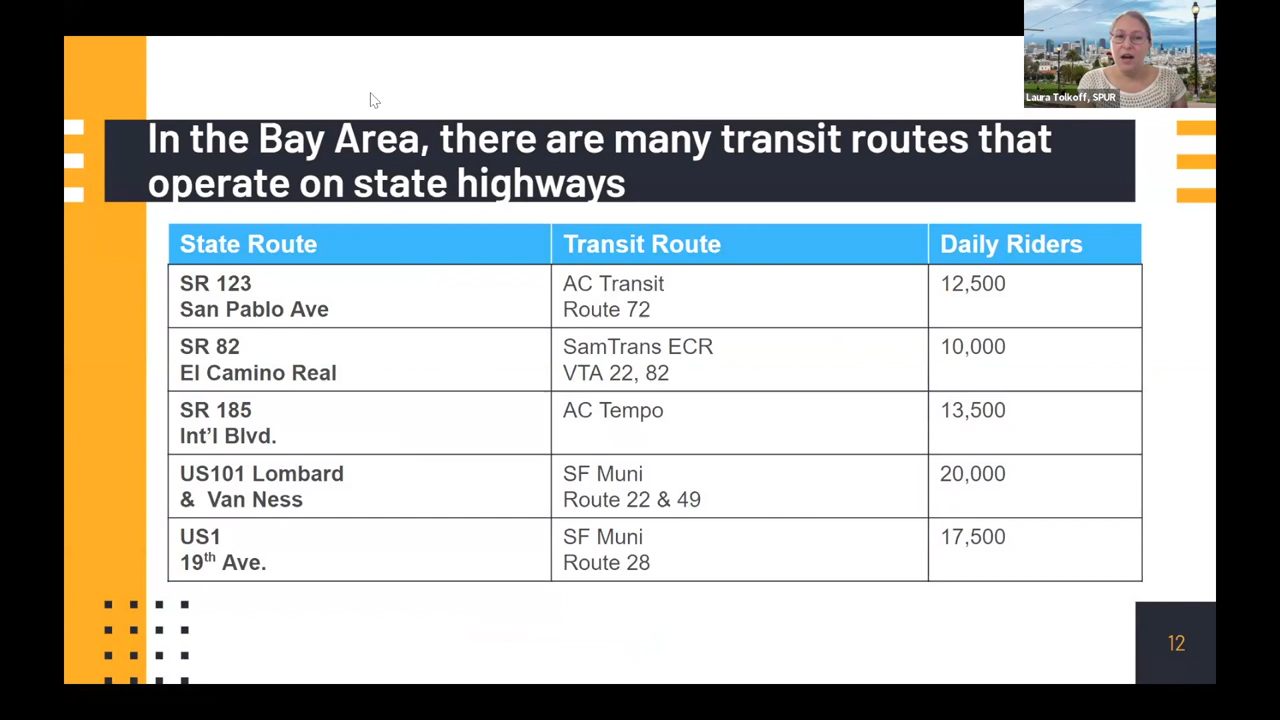 Laura Tolkoff, SPUR
In the Bay Area, there are many transit routes that
operate on state highways
State Route
Transit Route
Daily Riders
SR 123
San Pablo Ave
AC Transit
Route 72
12,500
SR 82
El Camino Real
SamTrans ECR
VTA 22, 82
10,000
SR 185
Int’l Blvd.
AC Tempo
13,500
US101 Lombard
& Van Ness
SF Muni
Route 22 & 49
20,000
US1
19th Ave.
SF Muni
Route 28
17,500
12